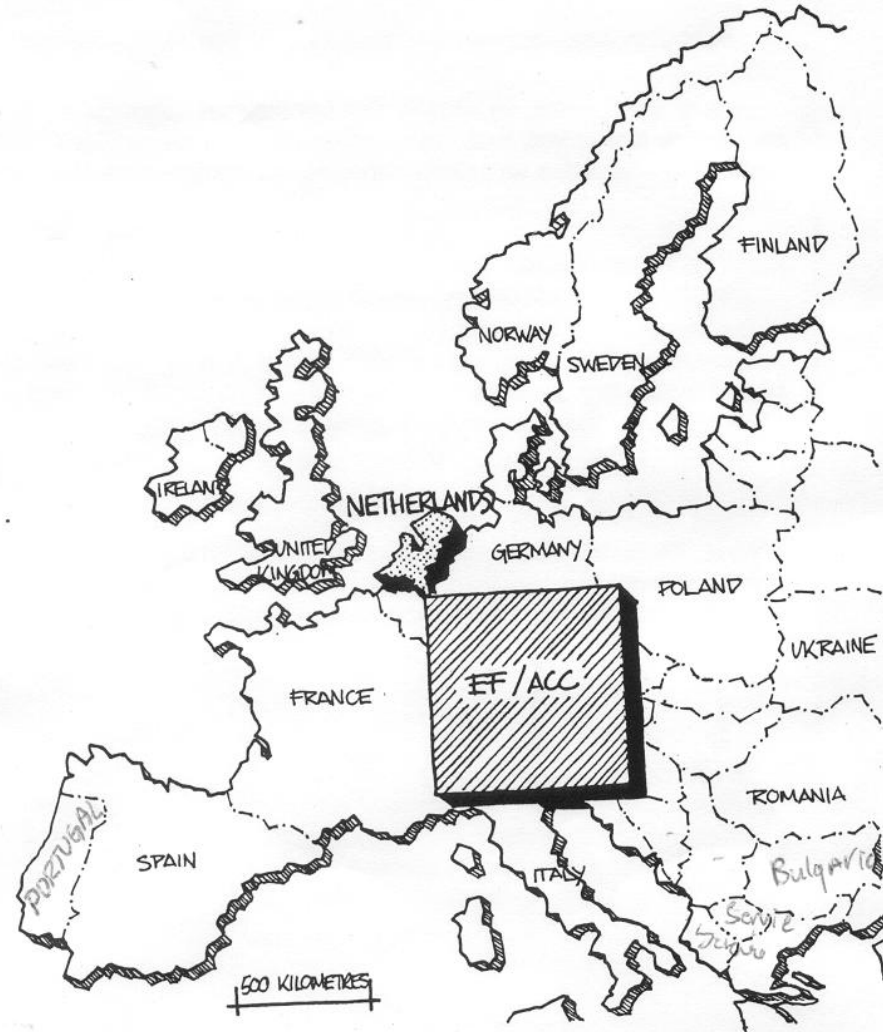 FINLAND
NORWAY
SWEDEN
IRELAND
NETHERLANDS
UNITED
KINGDOM
GERMANY
POLAND
UKRAINE
EF/ACC
FRANCE
ROMANIA
PORTUGAL
SPAIN
ITALY
Bulgaria
Servie
500 KILOMETRES